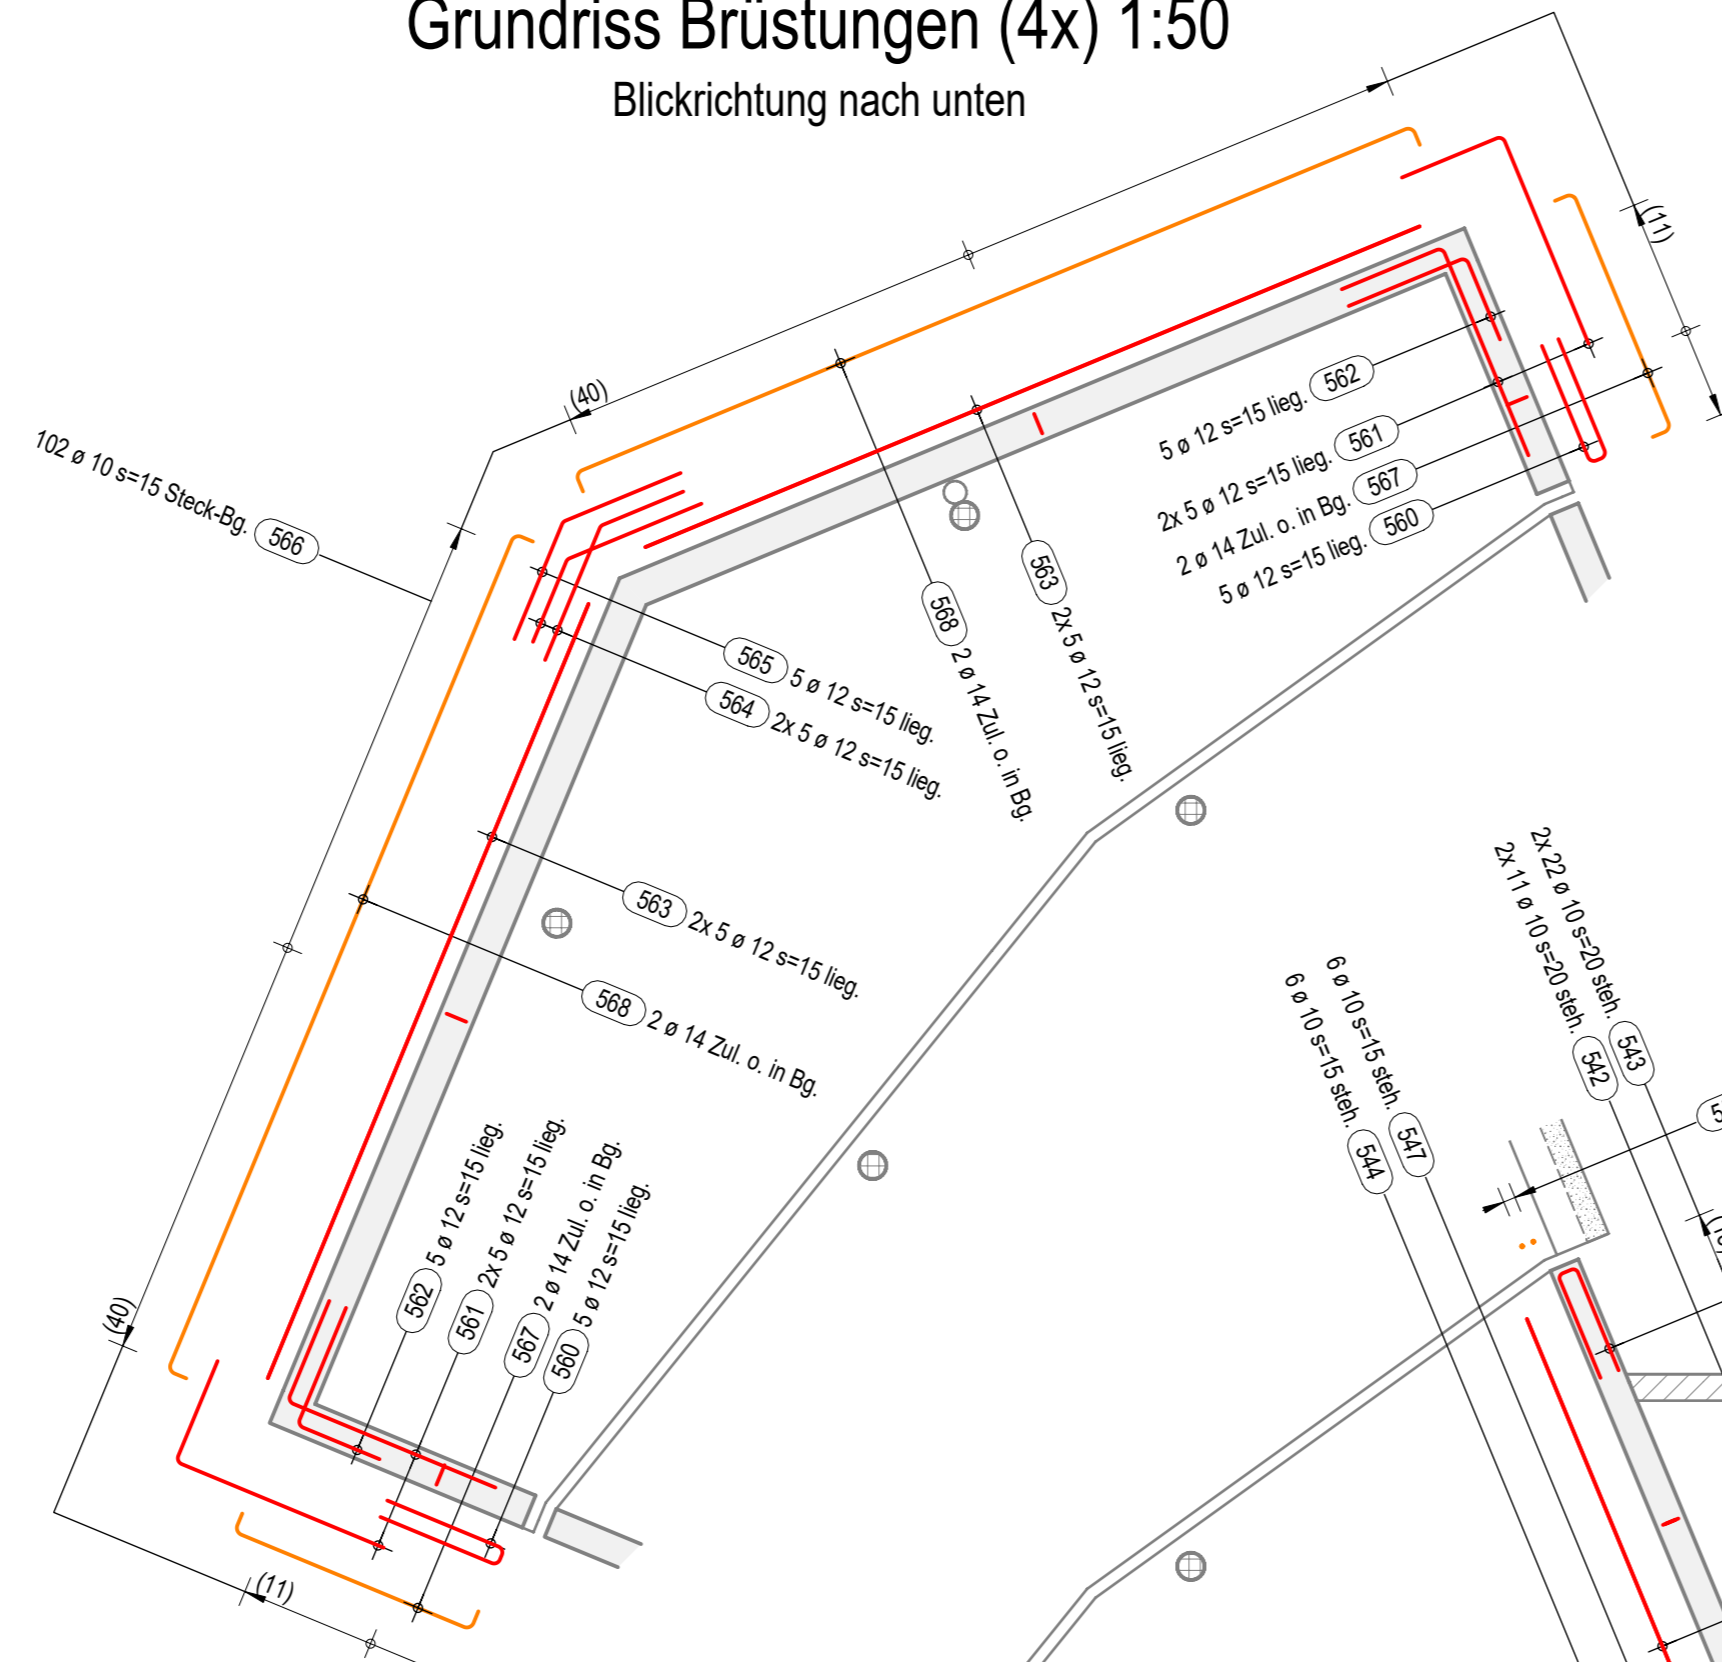 Grundriss Brüstungen (4x) 1:50
Blickrichtung nach unten
(11)
(40)
102 ø 10 s=15 Steck-Bg. 566
5 ø 12 s=15 lieg. 562
2x 5 ø 12 s=15 lieg. 561
2 ø 14 Zul. o. in Bg. 567
5 ø 12 s=15 lieg. 560
568 2 ø 14 Zul. o. in Bg.
563 2x 5 ø 12 s=15 lieg.
565 5 ø 12 s=15 lieg.
564 2x 5 ø 12 s=15 lieg.
563 2x 5 ø 12 s=15 lieg.
568 2 ø 14 Zul. o. in Bg.
2x 22 ø 10 s=20 steh. 543
2x 11 ø 10 s=20 steh. 542
6 ø 10 s=15 steh. 547
6 ø 10 s=15 steh. 544
562 5 ø 12 s=15 lieg.
561 2x 5 ø 12 s=15 lieg.
567 2 ø 14 Zul. o. in Bg.
560 5 ø 12 s=15 lieg.
(40)
(11)